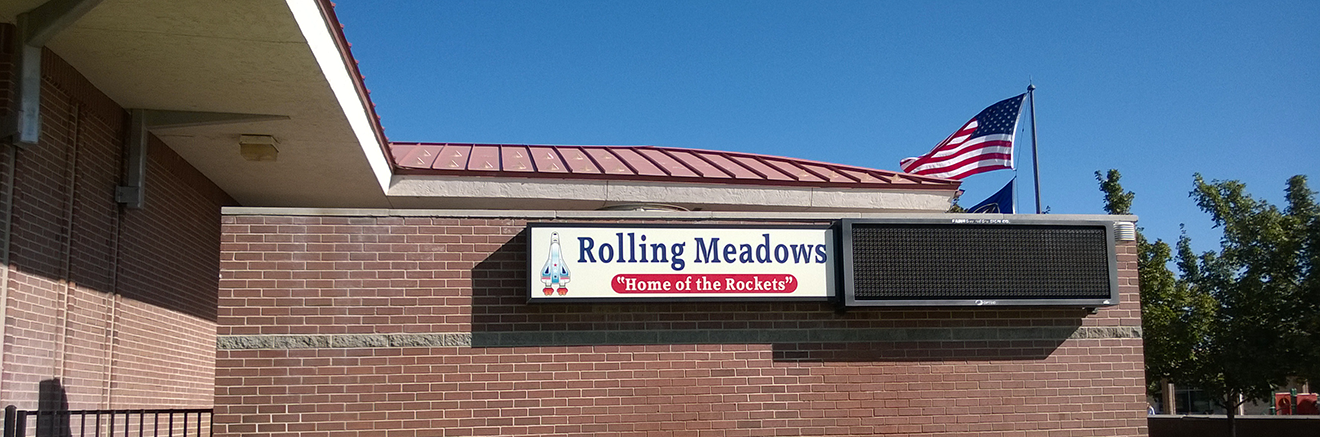 Rolling Meadows
"Home of the Rockets"